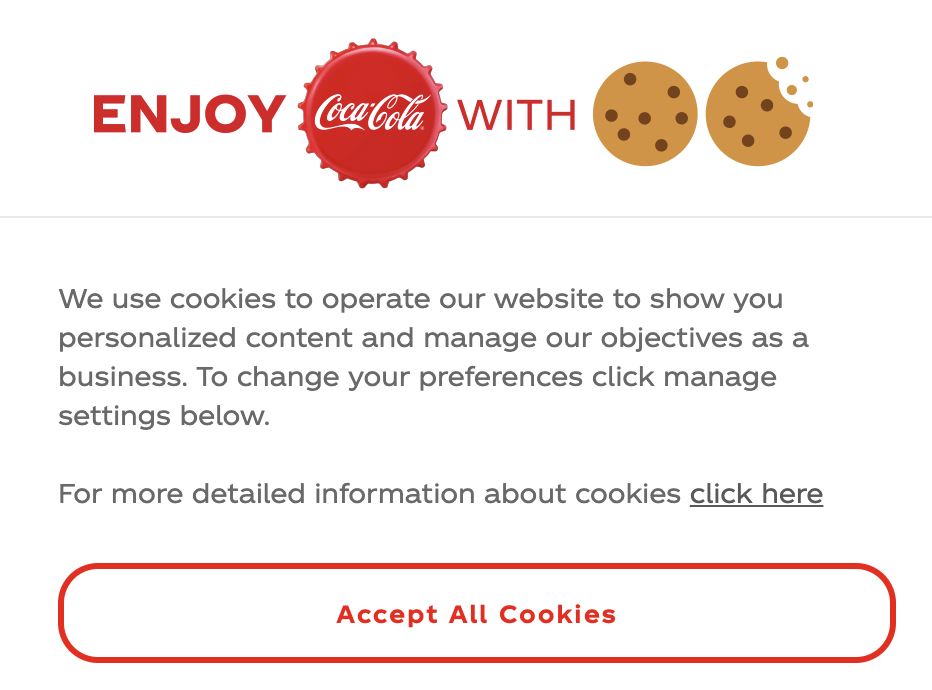 ENJOY Coca-Cola WITH
We use cookies to operate our website to show you
personalized content and manage our objectives as a
business. To change your preferences click manage
settings below.
For more detailed information about cookies click here
Accept All Cookies